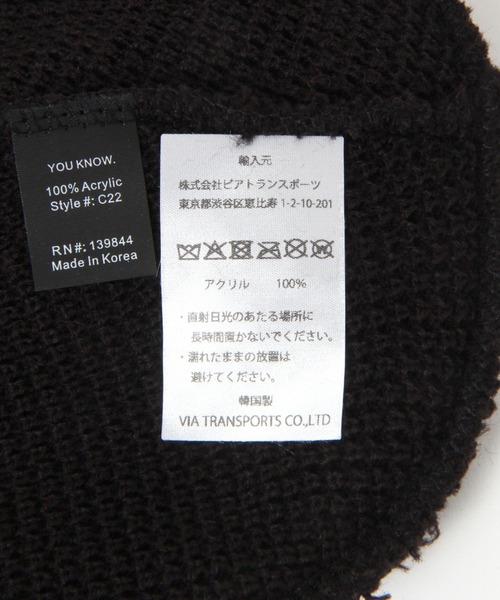 YOU KNOW.
100% Acrylic
Style #: C22
RN#: 139844
Made In Korea
輸入元
株式会社ビアトランスポーツ
東京都渋谷区恵比寿 1-2-10-201
アクリル 100%
・直射日光のあたる場所に
長時間置かないでください。
・濡れたままの放置は
避けてください。
韓国製
VIA TRANSPORTS CO.,LTD